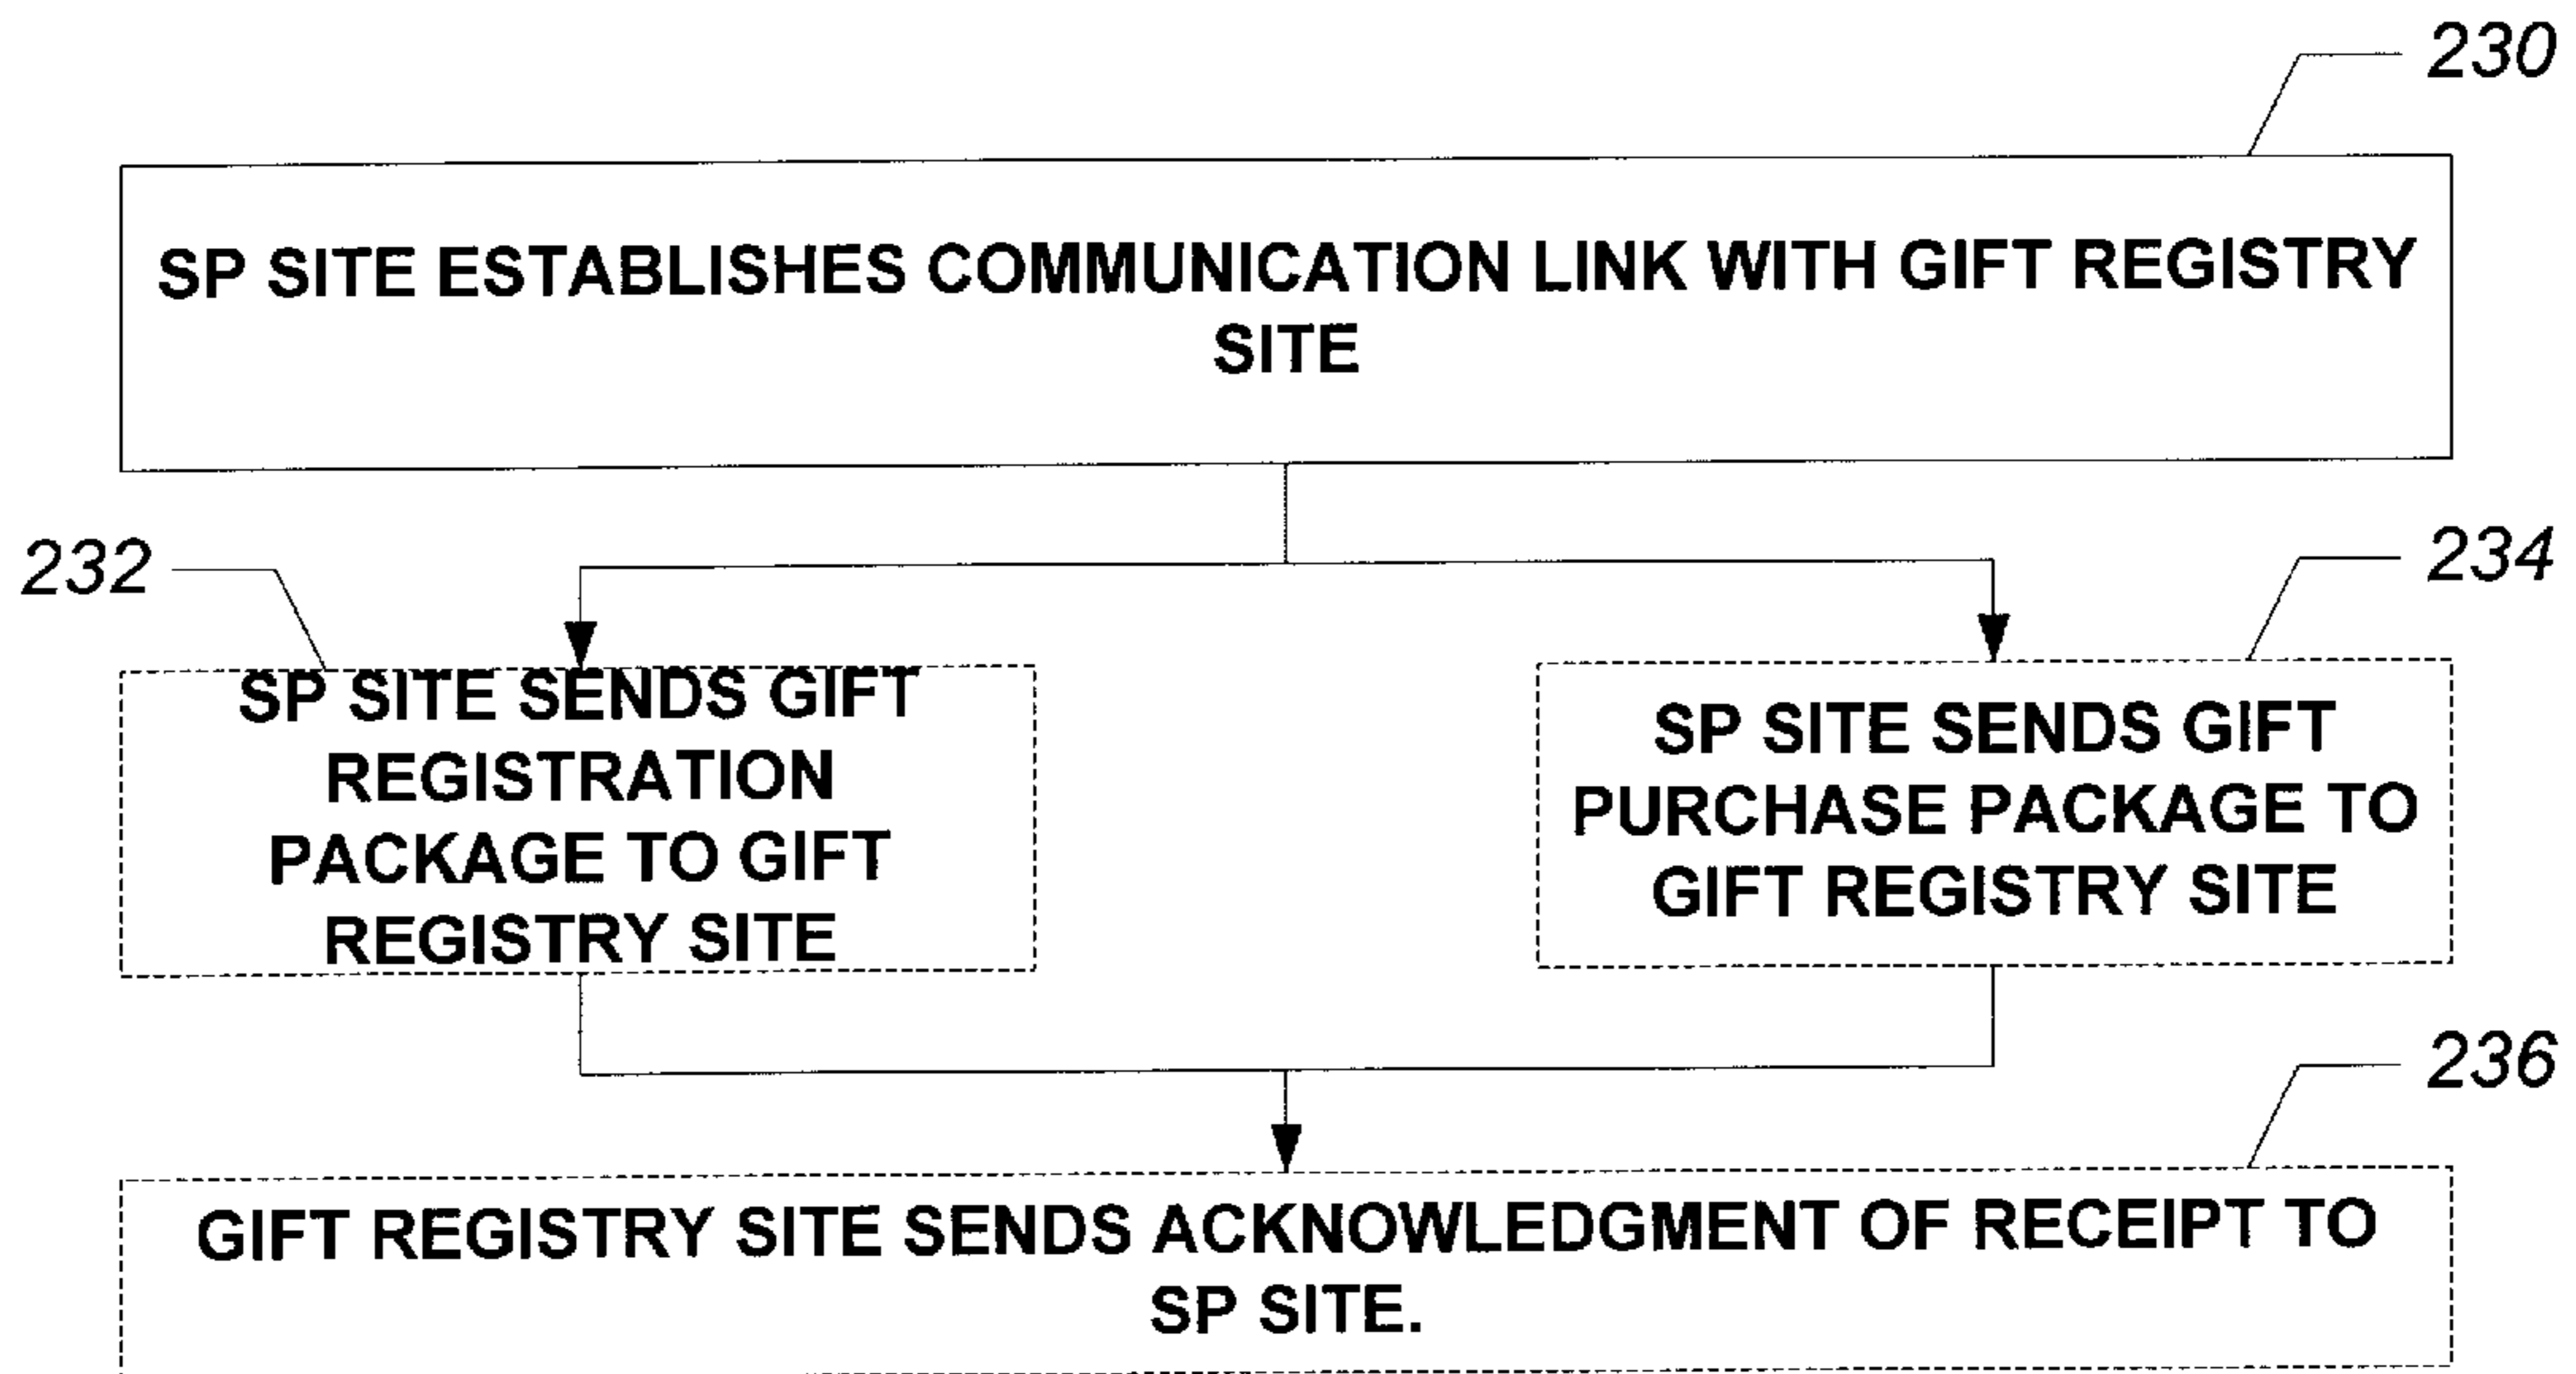 230
SP SITE ESTABLISHES COMMUNICATION LINK WITH GIFT REGISTRY
SITE
232
SP SITE SENDS GIFT
REGISTRATION
PACKAGE TO GIFT
REGISTRY SITE
234
SP SITE SENDS GIFT
PURCHASE PACKAGE TO
GIFT REGISTRY SITE
236
GIFT REGISTRY SITE SENDS ACKNOWLEDGMENT OF RECEIPT TO
SP SITE.